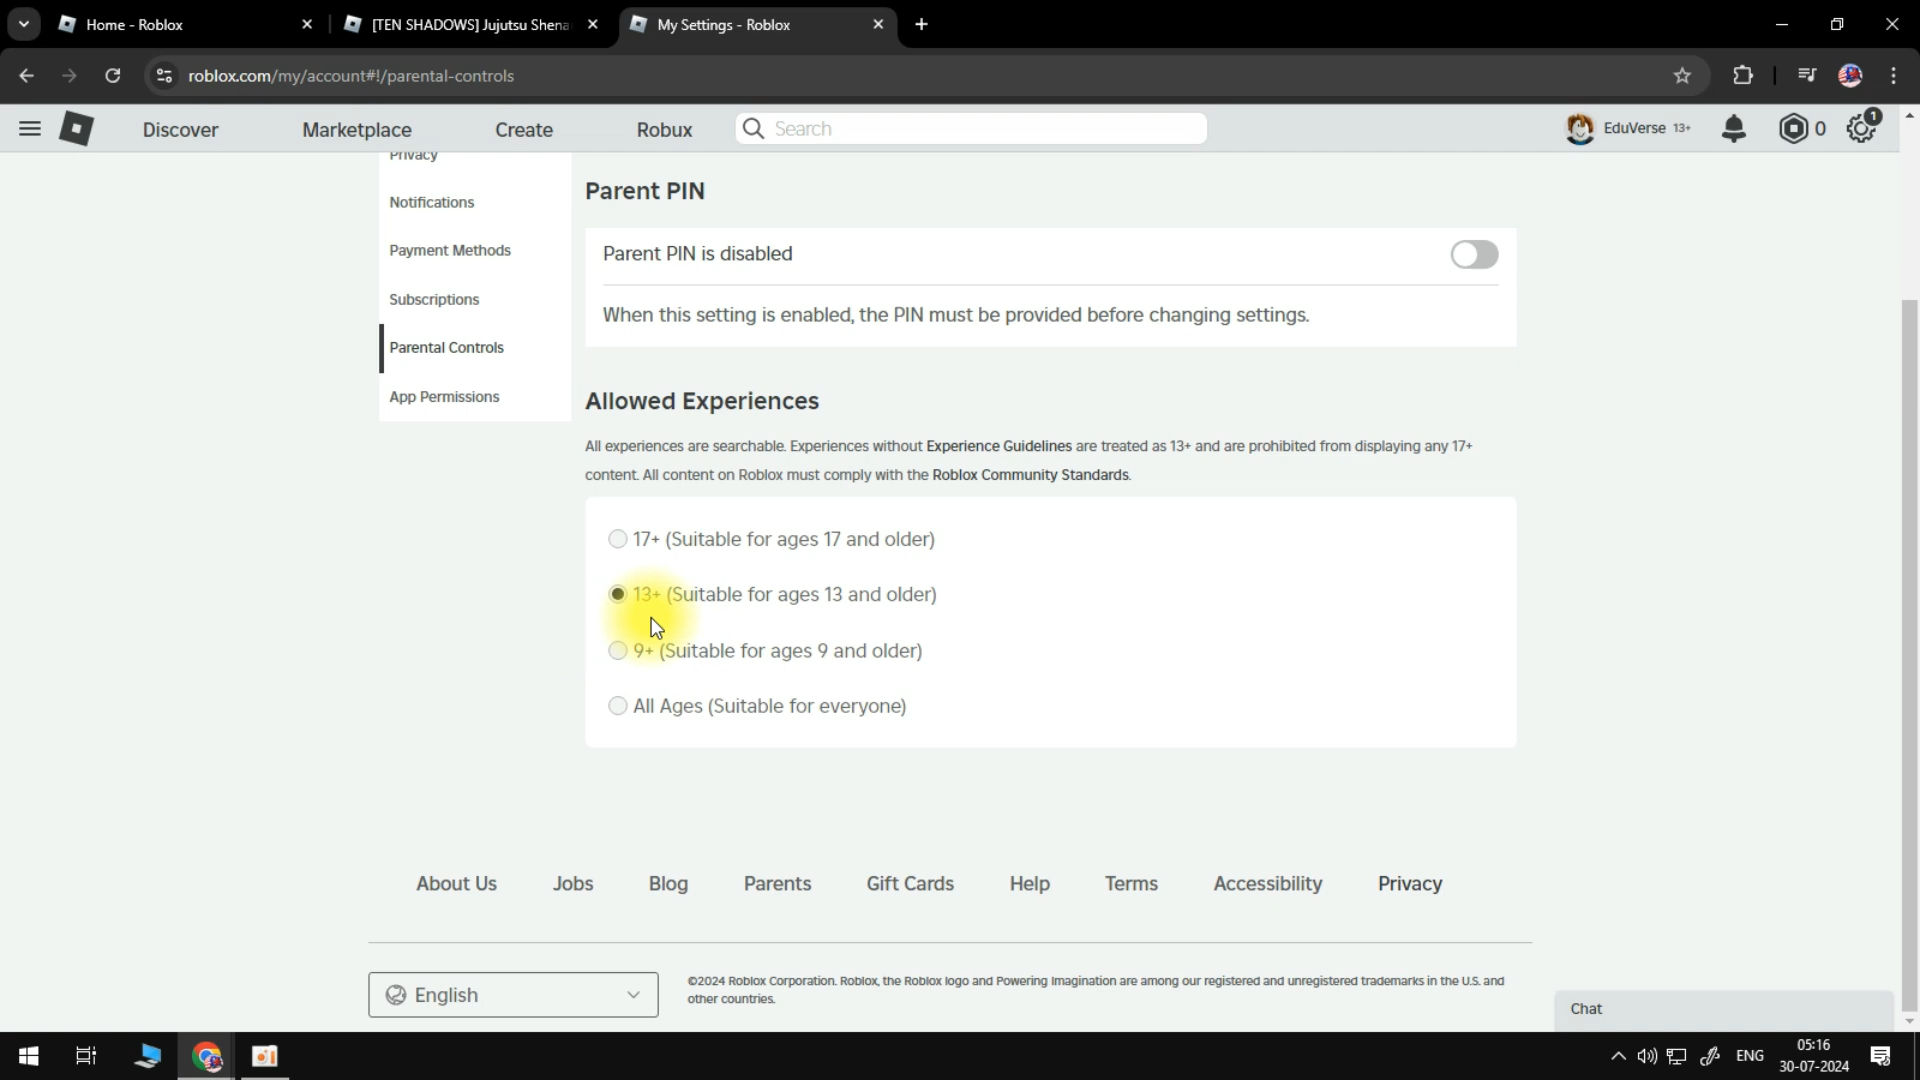 Home - Roblox
[TEN SHADOWS] Jujutsu Shena
My Settings - Roblox
roblox.com/my/account#!/parental-controls
Discover
Marketplace
Create
Robux
Search
EduVerse 13+
0
1
Privacy
Notifications
Payment Methods
Subscriptions
Parental Controls
App Permissions
Parent PIN
Parent PIN is disabled
When this setting is enabled, the PIN must be provided before changing settings.
Allowed Experiences
All experiences are searchable. Experiences without Experience Guidelines are treated as 13+ and are prohibited from displaying any 17+
content. All content on Roblox must comply with the Roblox Community Standards.
17+ (Suitable for ages 17 and older)
13+ (Suitable for ages 13 and older)
9+ (Suitable for ages 9 and older)
All Ages (Suitable for everyone)
About Us
Jobs
Blog
Parents
Gift Cards
Help
Terms
Accessibility
Privacy
English
©2024 Roblox Corporation. Roblox, the Roblox logo and Powering Imagination are among our registered and unregistered trademarks in the U.S. and
other countries.
Chat
ENG
05:16
30-07-2024